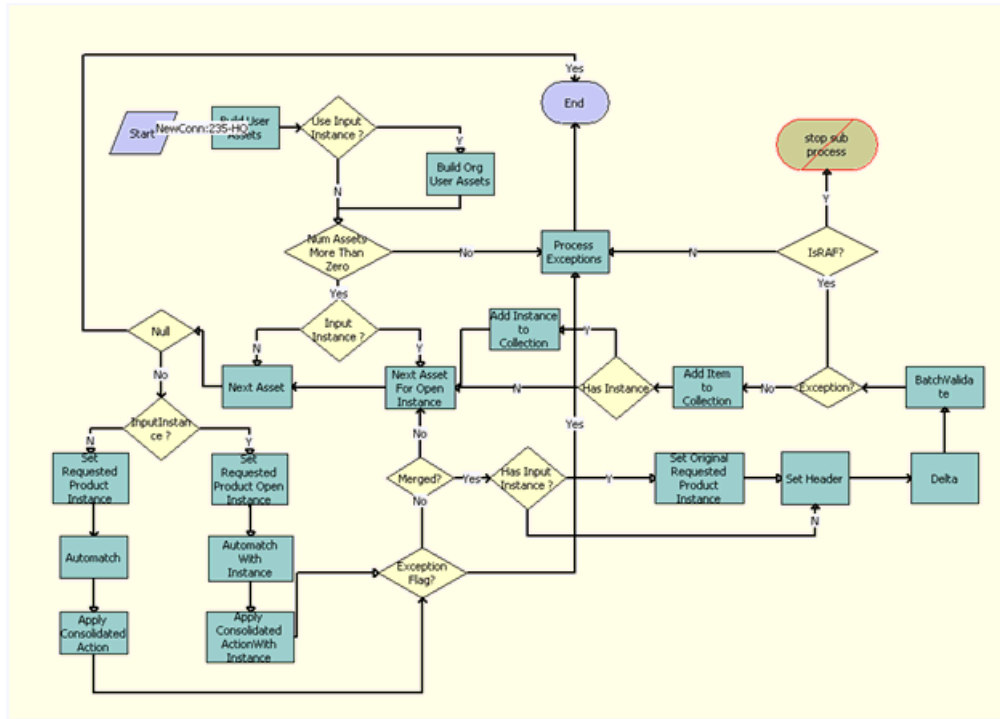 Yes
End
Start
NewConn:235-HO
Build User
Assets
Use Input
Instance ?
Y
Build Org
User Assets
N
stop sub
process
Y
Num Assets
More Than
Zero
No
Process
Exceptions
N
IsRAF?
Yes
Yes
Input
Instance ?
N
Y
Add Instance
to
Collection
Y
Null
No
Next Asset
Next Asset
For Open
Instance
N
Has Instance
Add Item
to
Collection
No
Exception?
BatchValida
te
InputInstan
ce ?
N
Y
No
Yes
Set
Requested
Product
Instance
Set
Requested
Product Open
Instance
Merged?
Yes
Has Input
Instance ?
Y
Set Original
Requested
Product
Instance
Set Header
Delta
No
N
Automatch
Automatch
With
Instance
Exception
Flag?
Apply
Consolidated
Action
Apply
Consolidated
ActionWith
Instance